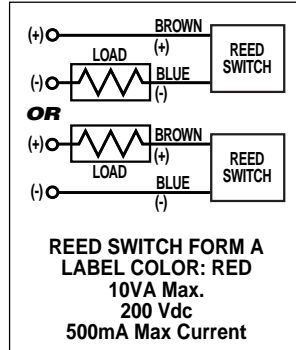 (+) BROWN (+) REED SWITCH
LOAD
(-) BLUE (-)
OR
(+) BROWN (+) REED SWITCH
LOAD
(-) BLUE (-)
REED SWITCH FORM A
LABEL COLOR: RED
10VA Max.
200 Vdc
500mA Max Current